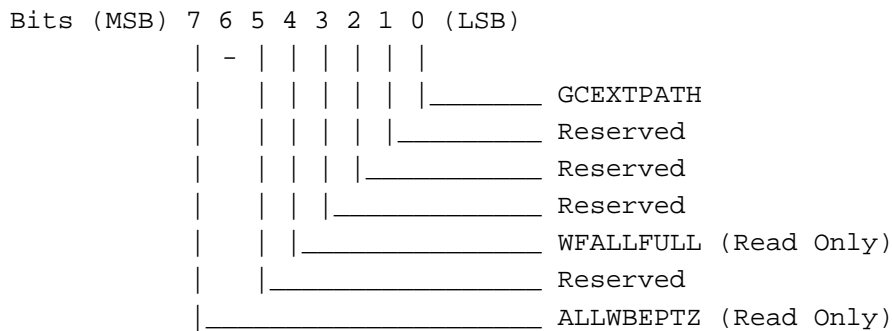 Bits (MSB) 7 6 5 4 3 2 1 0 (LSB)
| - | | | | | |
| | | | | | |_______ GCEXTPATH
| | | | | |_________ Reserved
| | | | |___________ Reserved
| | | |_____________ Reserved
| | |_______________ WFALLFULL (Read Only)
| |_________________ Reserved
|_____________________ ALLWBEPTZ (Read Only)